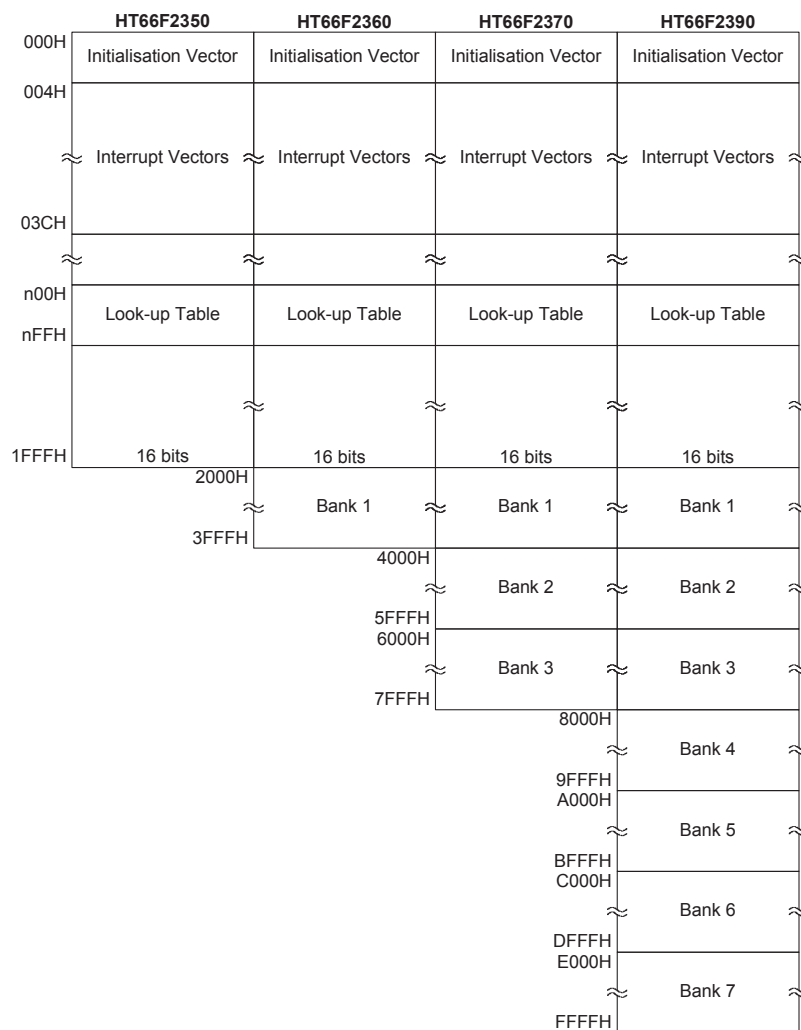 HT66F2350 HT66F2360 HT66F2370 HT66F2390
000H
Initialisation Vector Initialisation Vector Initialisation Vector Initialisation Vector
004H
Interrupt Vectors Interrupt Vectors Interrupt Vectors Interrupt Vectors
03CH
n00H
Look-up Table Look-up Table Look-up Table Look-up Table
nFFH
1FFFH 16 bits 16 bits 16 bits 16 bits
2000H
Bank 1 Bank 1 Bank 1
3FFFH
4000H
Bank 2 Bank 2
5FFFH
6000H
Bank 3 Bank 3
7FFFH
8000H
Bank 4
9FFFH
A000H
Bank 5
BFFFH
C000H
Bank 6
DFFFH
E000H
Bank 7
FFFFH